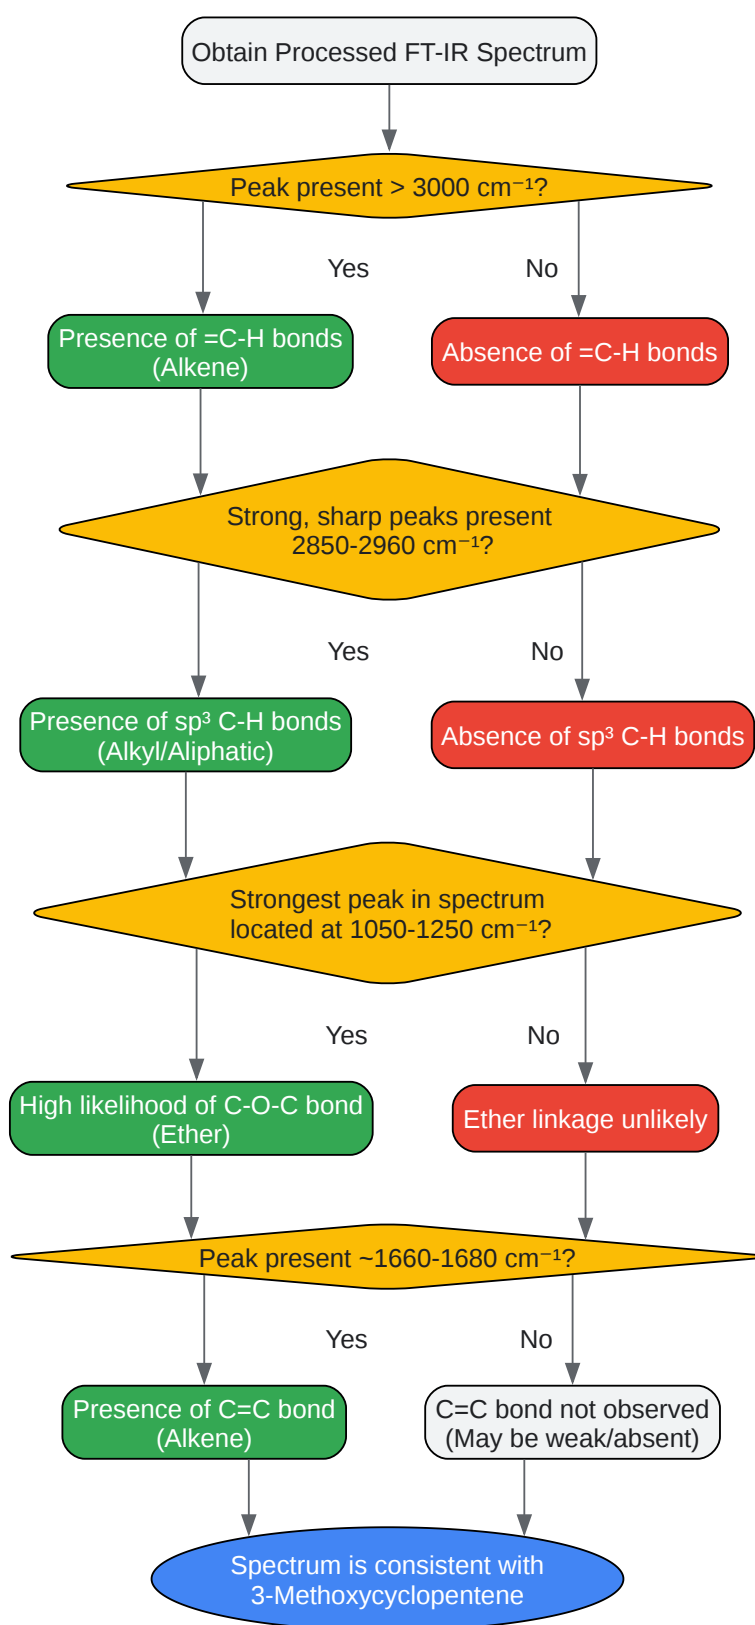 Obtain Processed FT-IR Spectrum
Peak present > 3000 cm⁻¹?
Yes
No
Presence of =C-H bonds
(Alkene)
Absence of =C-H bonds
Strong, sharp peaks present
2850-2960 cm⁻¹?
Yes
No
Presence of sp³ C-H bonds
(Alkyl/Aliphatic)
Absence of sp³ C-H bonds
Strongest peak in spectrum
located at 1050-1250 cm⁻¹?
Yes
No
High likelihood of C-O-C bond
(Ether)
Ether linkage unlikely
Peak present ~1660-1680 cm⁻¹?
Yes
No
Presence of C=C bond
(Alkene)
C=C bond not observed
(May be weak/absent)
Spectrum is consistent with
3-Methoxycyclopentene